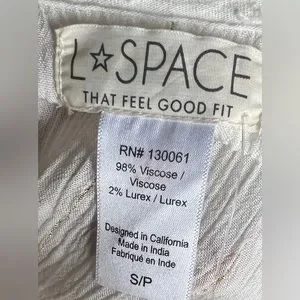 L☆SPACE
THAT FEEL GOOD FIT
RN# 130061
98% Viscose /
Viscose
2% Lurex / Lurex
Designed in California
Made in India
Fabriqué en Inde
S/P